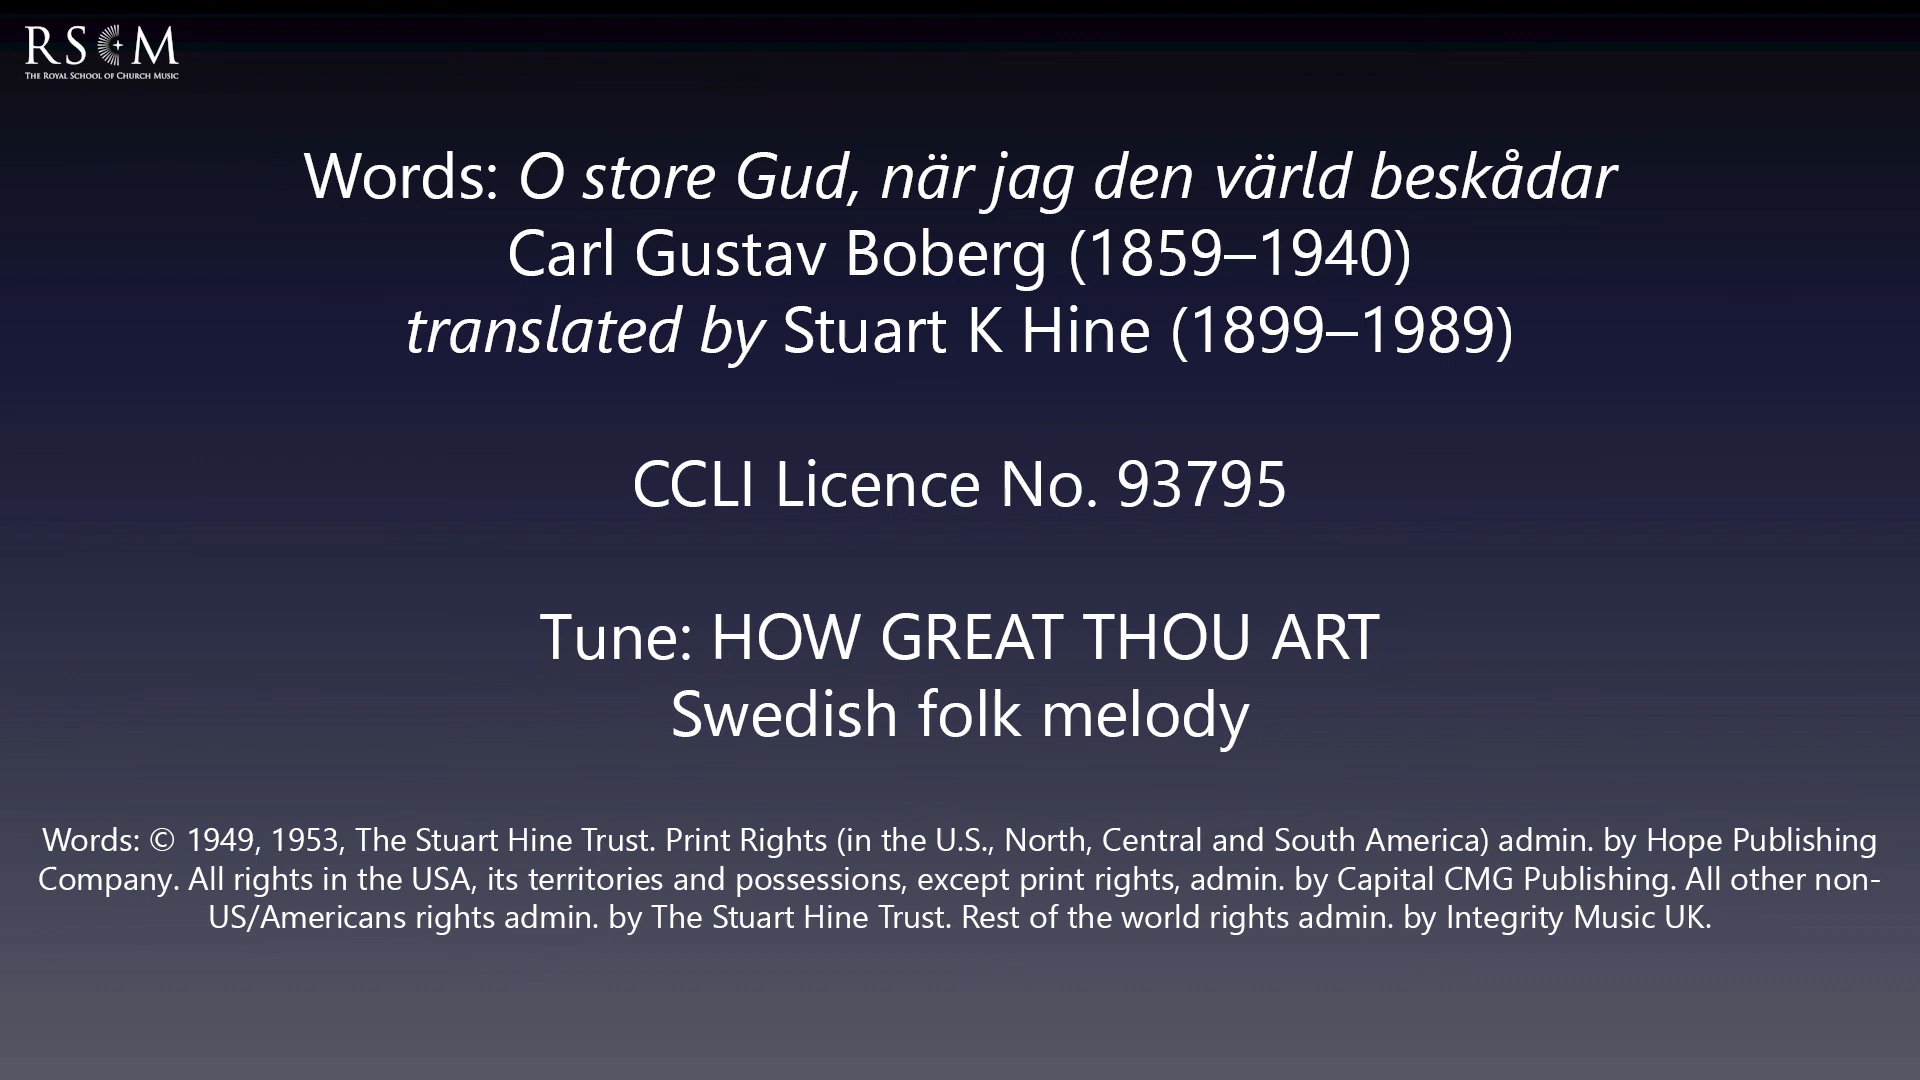 RSCM
THE ROYAL SCHOOL OF CHURCH MUSIC
Words: O store Gud, när jag den värld beskådar
Carl Gustav Boberg (1859–1940)
translated by Stuart K Hine (1899–1989)
CCLI Licence No. 93795
Tune: HOW GREAT THOU ART
Swedish folk melody
Words: © 1949, 1953, The Stuart Hine Trust. Print Rights (in the U.S., North, Central and South America) admin. by Hope Publishing
Company. All rights in the USA, its territories and possessions, except print rights, admin. by Capital CMG Publishing. All other non-
US/Americans rights admin. by The Stuart Hine Trust. Rest of the world rights admin. by Integrity Music UK.